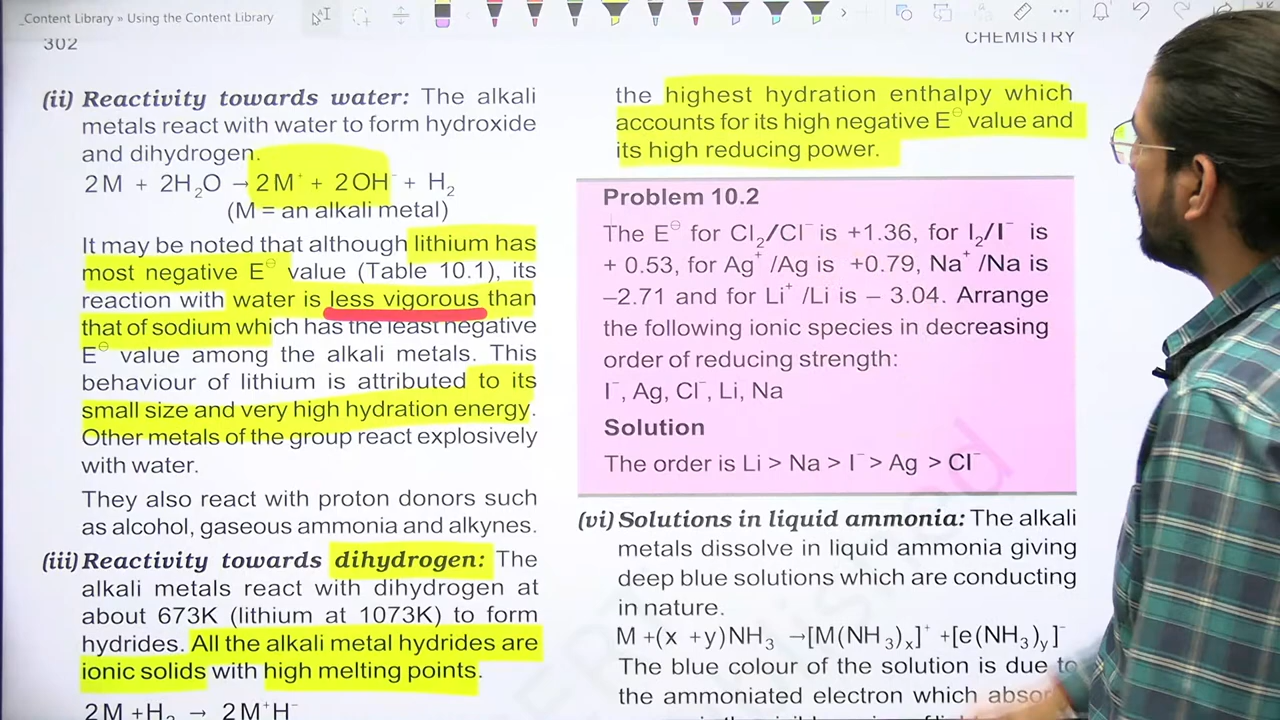 _Content Library » Using the Content Library
302
CHEMISTRY
(ii) Reactivity towards water: The alkali
metals react with water to form hydroxide
and dihydrogen.
2M + 2H₂O → 2M⁺ + 2OH⁻ + H₂
(M = an alkali metal)
It may be noted that although lithium has
most negative E⊖ value (Table 10.1), its
reaction with water is less vigorous than
that of sodium which has the least negative
E⊖ value among the alkali metals. This
behaviour of lithium is attributed to its
small size and very high hydration energy.
Other metals of the group react explosively
with water.
They also react with proton donors such
as alcohol, gaseous ammonia and alkynes.
(iii) Reactivity towards dihydrogen: The
alkali metals react with dihydrogen at
about 673K (lithium at 1073K) to form
hydrides. All the alkali metal hydrides are
ionic solids with high melting points.
2M + H₂ → 2M⁺H⁻
the highest hydration enthalpy which
accounts for its high negative E⊖ value and
its high reducing power.
Problem 10.2
The E⊖ for Cl₂/Cl⁻ is +1.36, for I₂/I⁻ is
+ 0.53, for Ag⁺ /Ag is +0.79, Na⁺ /Na is
–2.71 and for Li⁺ /Li is – 3.04. Arrange
the following ionic species in decreasing
order of reducing strength:
I⁻, Ag, Cl⁻, Li, Na
Solution
The order is Li > Na > I⁻ > Ag > Cl⁻
(vi) Solutions in liquid ammonia: The alkali
metals dissolve in liquid ammonia giving
deep blue solutions which are conducting
in nature.
M +(x + y)NH₃ →[M(NH₃)ₓ]⁺ +[e(NH₃)ᵧ]⁻
The blue colour of the solution is due to
the ammoniated electron which